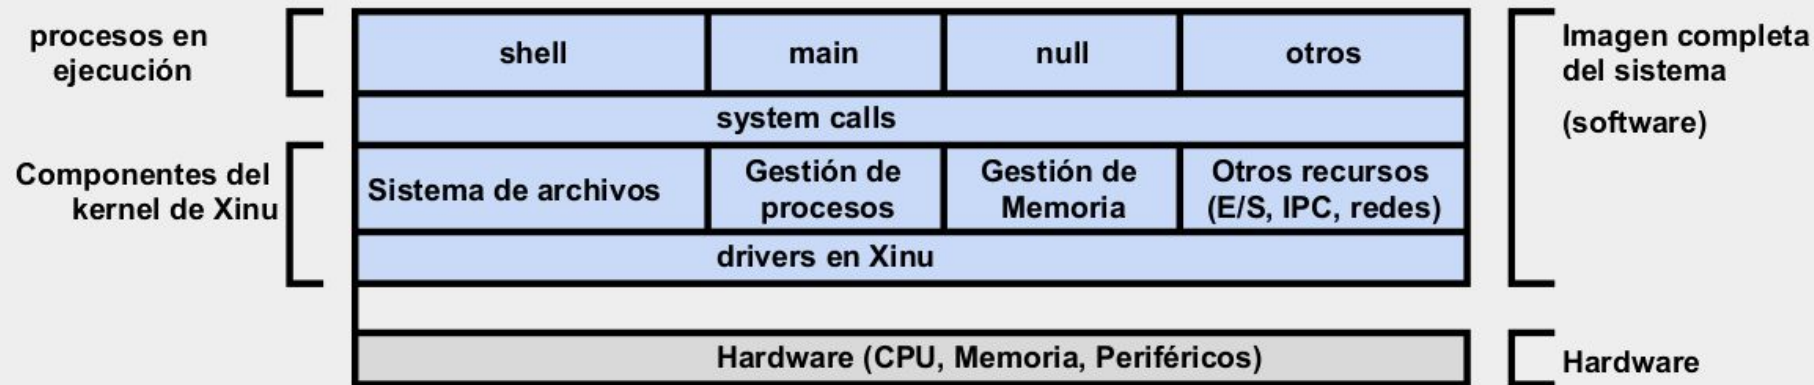 procesos en
ejecución
shell
main
null
otros
Imagen completa
del sistema
(software)
system calls
Componentes del
kernel de Xinu
Sistema de archivos
Gestión de
procesos
Gestión de
Memoria
Otros recursos
(E/S, IPC, redes)
drivers en Xinu
Hardware (CPU, Memoria, Periféricos)
Hardware